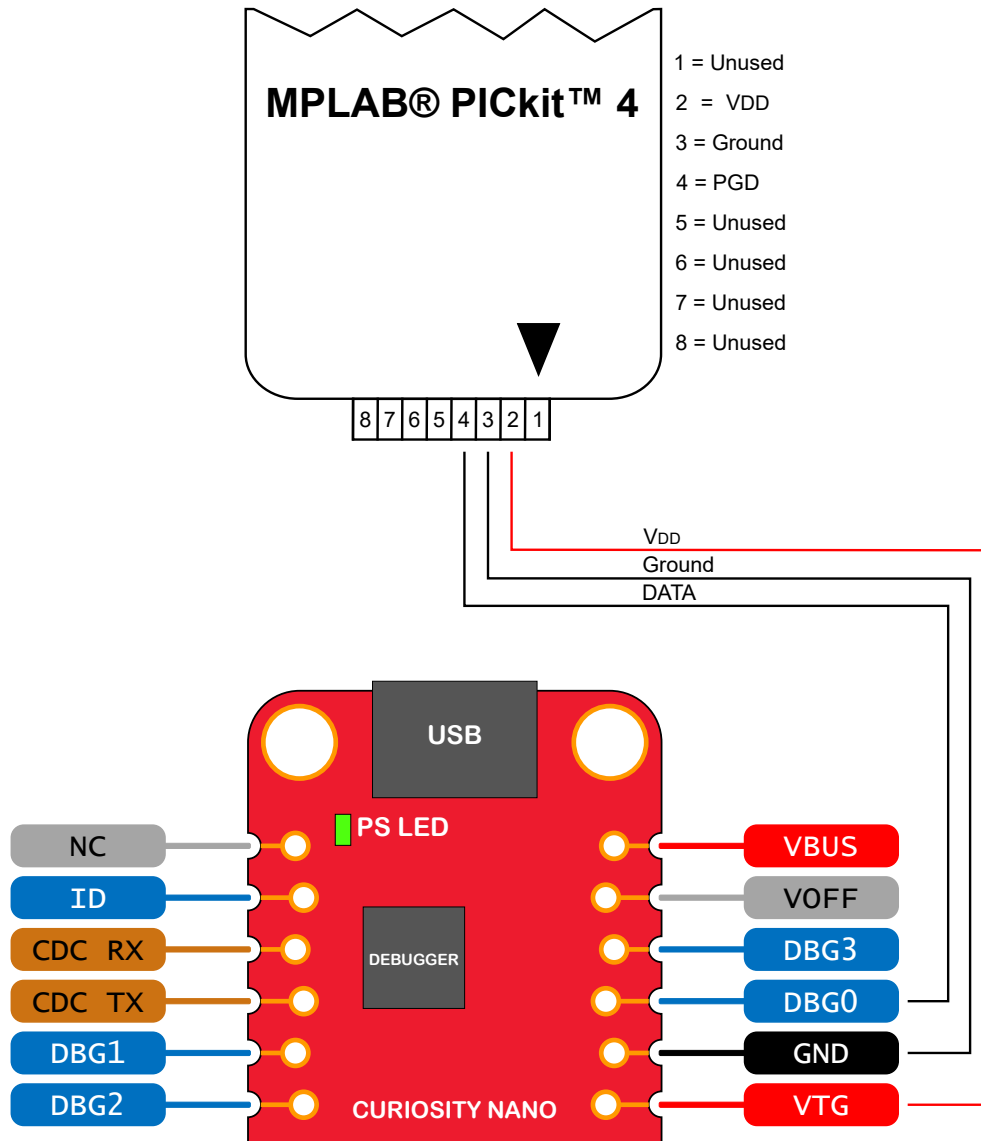 MPLAB® PICkit™ 4
1 = Unused
2 = VDD
3 = Ground
4 = PGD
5 = Unused
6 = Unused
7 = Unused
8 = Unused
8 7 6 5 4 3 2 1
VDD
Ground
DATA
USB
PS LED
NC
VBUS
ID
VOFF
CDC RX
DEBUGGER
DBG3
CDC TX
DBG0
DBG1
GND
DBG2
CURIOSITY NANO
VTG